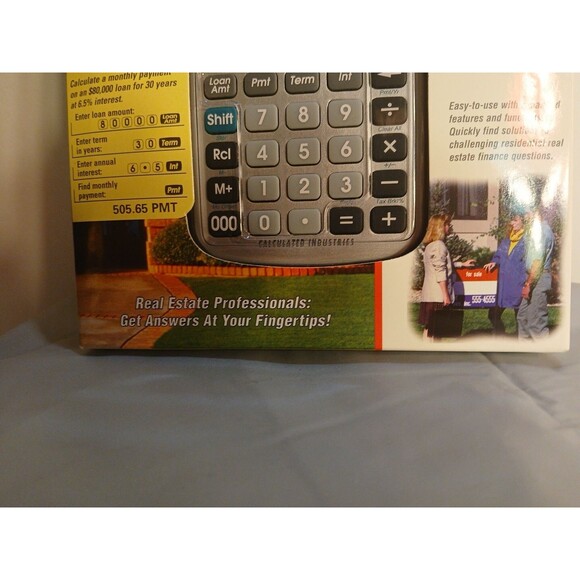 Calculate a monthly payment
on an $80,000 loan for 30 years
at 6.5% interest.
Enter loan amount:
8 0 0 0 0 Loan Amt
Enter term
in years:
3 0 Term
Enter annual
interest:
6 • 5 Int
Find monthly
payment:
Pmt
505.65 PMT
Loan Amt
Pmt
Term
Int
Shift
7
8
9
÷
Clear All
Rcl
4
5
6
×
+/−
M+
1
2
3
−
000
0
•
=
+
CALCULATED INDUSTRIES
Real Estate Professionals:
Get Answers At Your Fingertips!
Easy-to-use with
features and
Quickly find
challenging residential real
estate finance questions.
for sale
555-4555